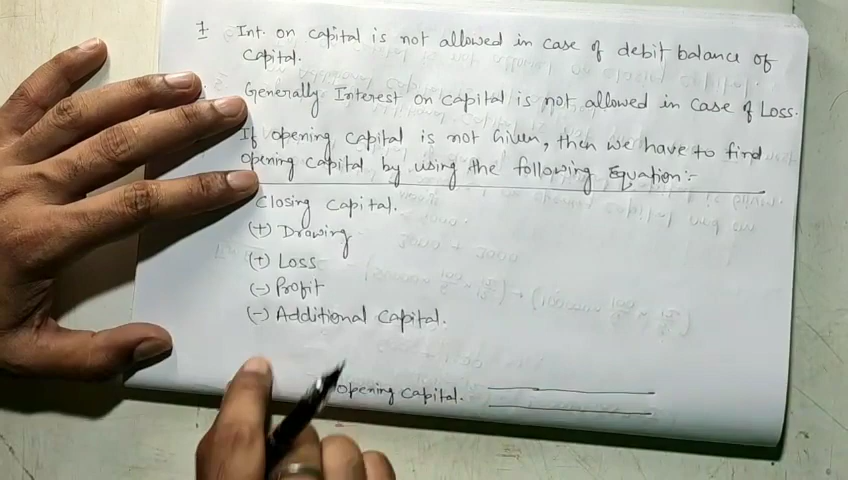 7 Int. on capital is not allowed in case of debit balance of
capital.
Generally Interest on capital is not allowed in case of Loss.
If opening capital is not Given, then we have to find
opening capital by using the following Equation:-
Closing Capital.
(+) Drawing
(+) Loss
(-) Profit
(-) Additional Capital.
Opening capital.